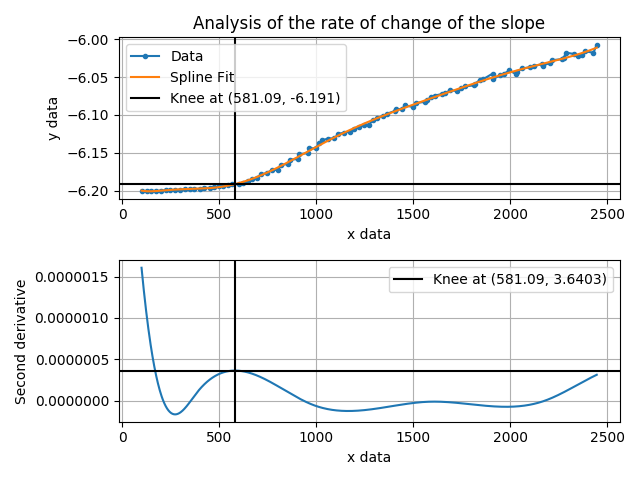 Analysis of the rate of change of the slope
−6.00
−6.05
−6.10
−6.15
−6.20
y data
Data
Spline Fit
Knee at (581.09, -6.191)
0
500
1000
1500
2000
2500
x data
0.0000015
0.0000010
0.0000005
0.0000000
Second derivative
Knee at (581.09, 3.6403)
0
500
1000
1500
2000
2500
x data